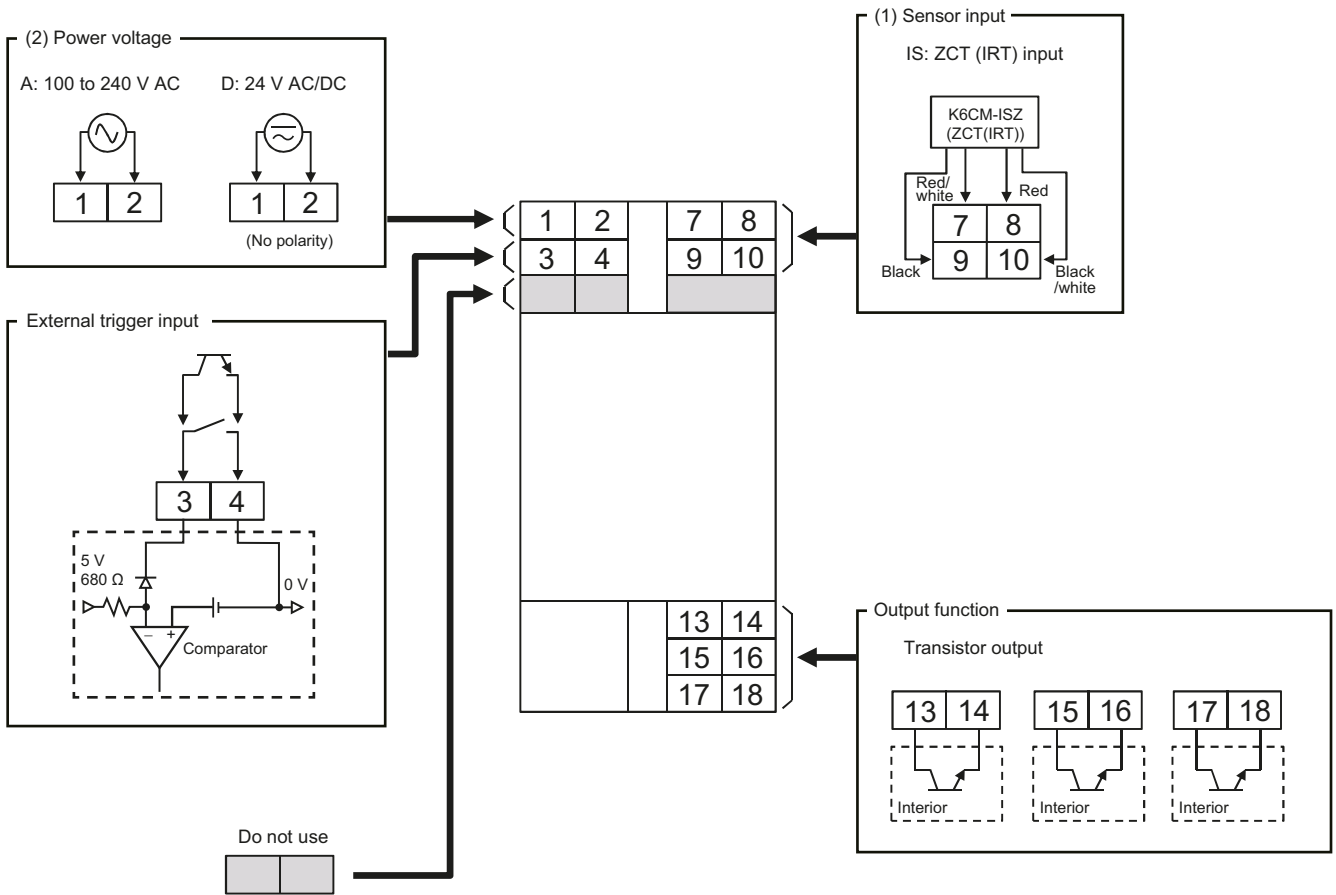 (2) Power voltage
A: 100 to 240 V AC
D: 24 V AC/DC
1 2
1 2
(No polarity)
(1) Sensor input
IS: ZCT (IRT) input
K6CM-ISZ
(ZCT(IRT))
Red/
white
Red
7 8
9 10
Black
Black
/white
1 2 7 8
3 4 9 10
External trigger input
3 4
5 V
680 Ω
0 V
– +
Comparator
13 14
15 16
17 18
Output function
Transistor output
13 14
15 16
17 18
Interior
Interior
Interior
Do not use